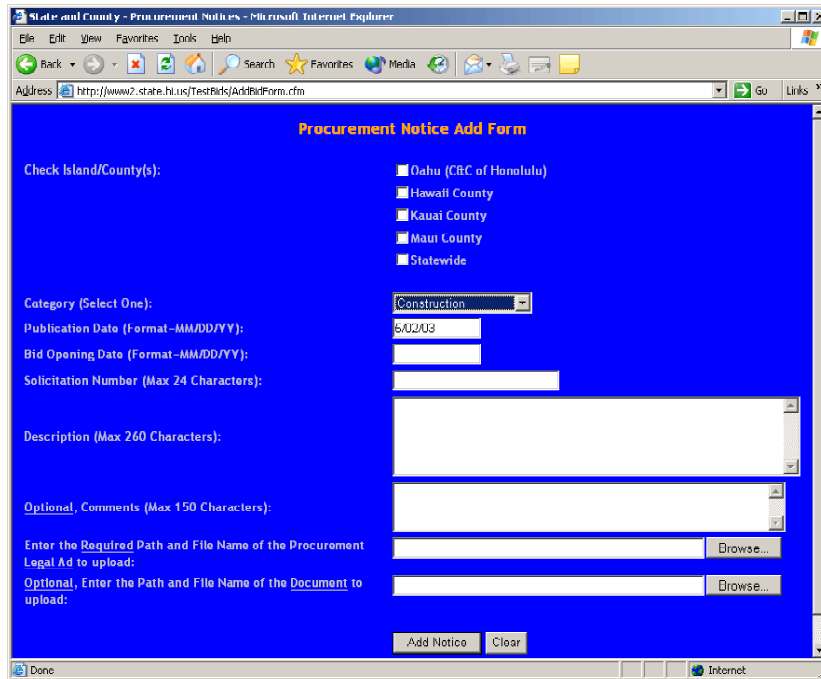 State and County - Procurement Notices - Microsoft Internet Explorer
File Edit View Favorites Tools Help
Back Search Favorites Media
Address http://www2.state.hi.us/TestBids/AddBidForm.cfm Go Links
Procurement Notice Add Form
Check Island/County(s):
Oahu (C&C of Honolulu)
Hawaii County
Kauai County
Maui County
Statewide
Category (Select One): Construction
Publication Date (Format-MM/DD/YY): 6/02/03
Bid Opening Date (Format-MM/DD/YY):
Solicitation Number (Max 24 Characters):
Description (Max 260 Characters):
Optional, Comments (Max 150 Characters):
Enter the Required Path and File Name of the Procurement
Legal Ad to upload:
Browse...
Optional, Enter the Path and File Name of the Document to
upload:
Browse...
Add Notice Clear
Done Internet